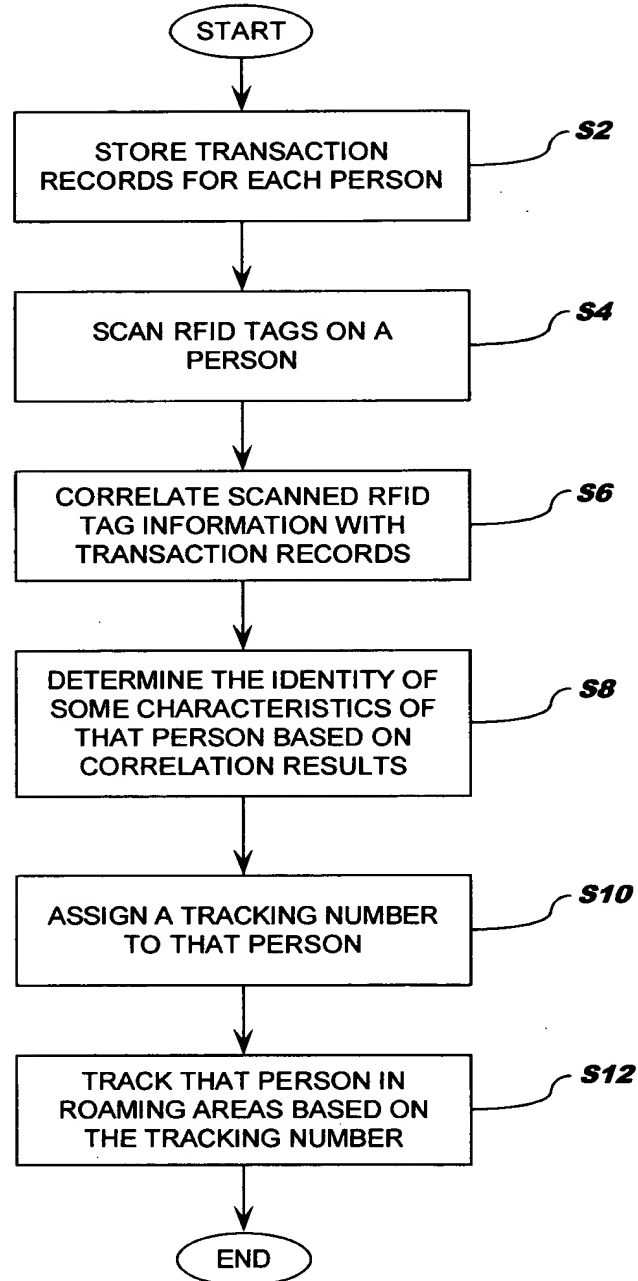 START
STORE TRANSACTION
RECORDS FOR EACH PERSON
S2
SCAN RFID TAGS ON A
PERSON
S4
CORRELATE SCANNED RFID
TAG INFORMATION WITH
TRANSACTION RECORDS
S6
DETERMINE THE IDENTITY OF
SOME CHARACTERISTICS OF
THAT PERSON BASED ON
CORRELATION RESULTS
S8
ASSIGN A TRACKING NUMBER
TO THAT PERSON
S10
TRACK THAT PERSON IN
ROAMING AREAS BASED ON
THE TRACKING NUMBER
S12
END